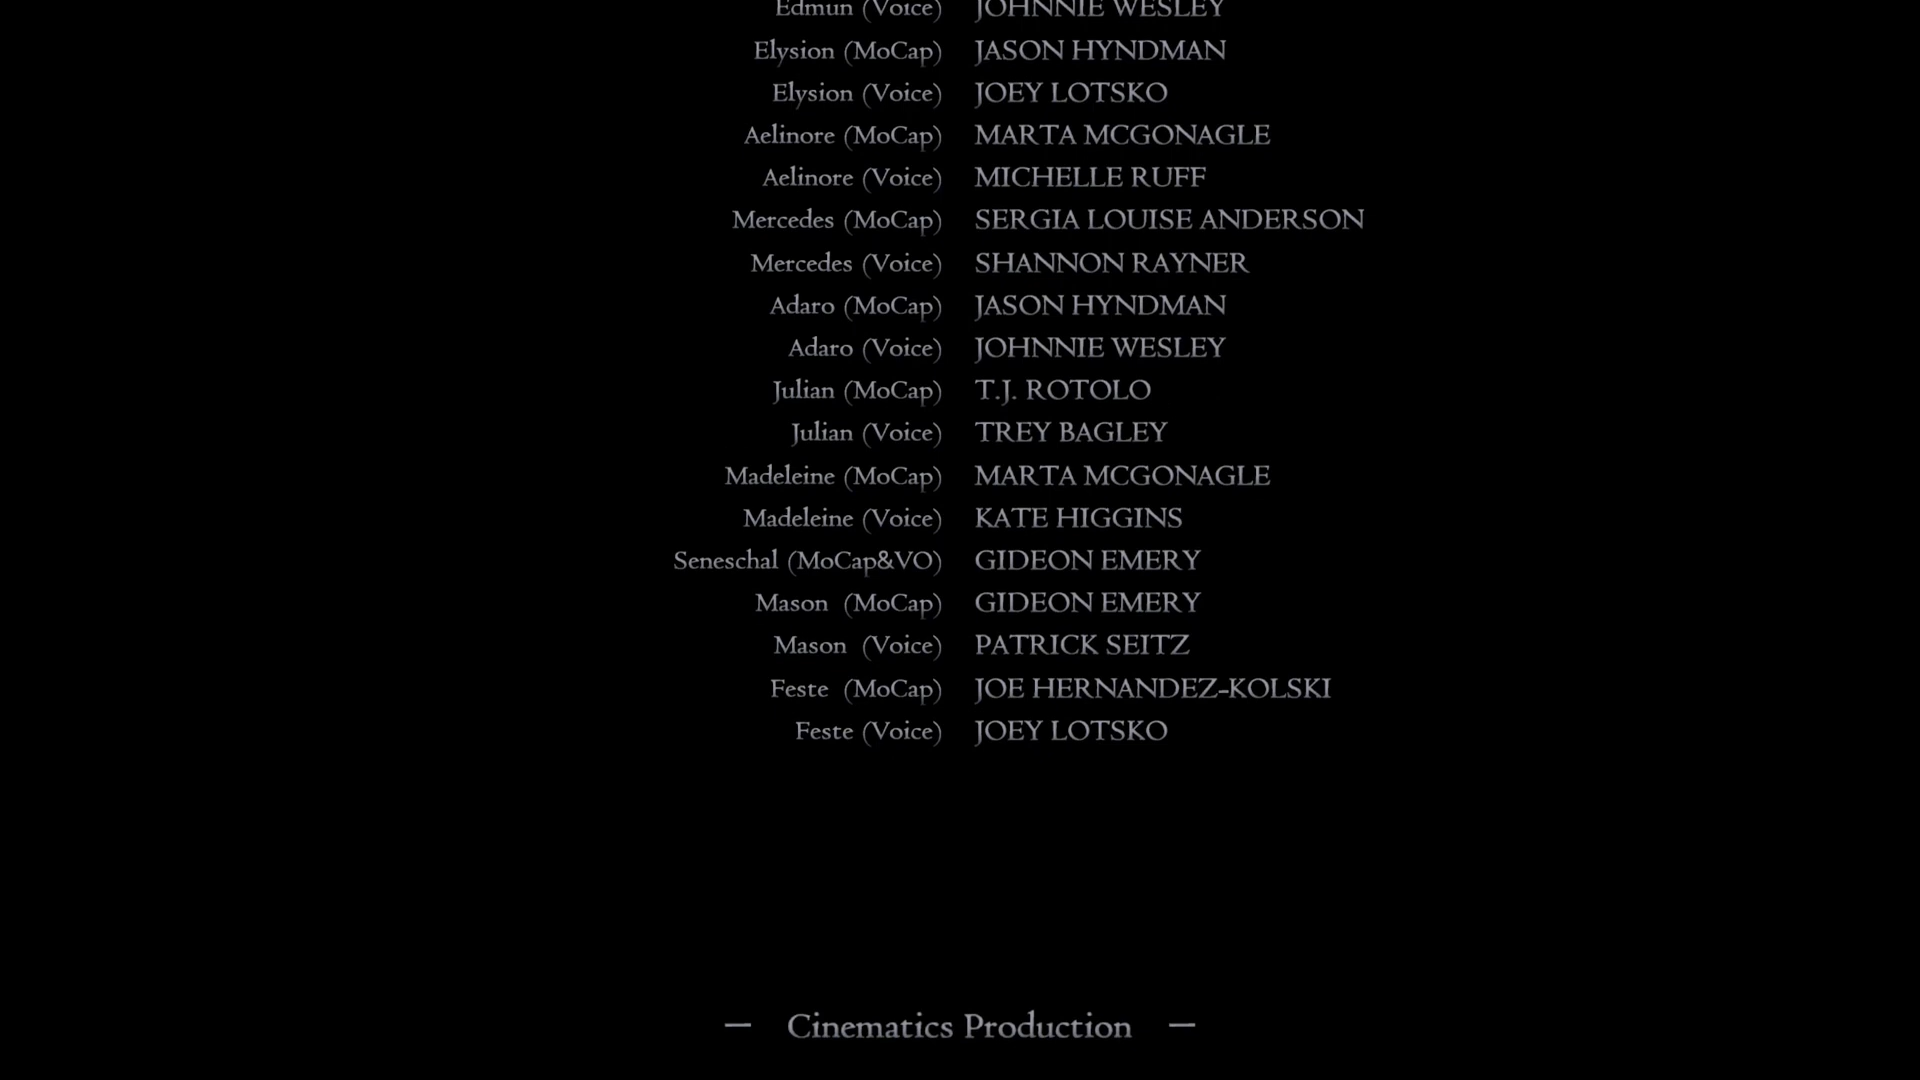 Edmun (Voice) JOHNNIE WESLEY
Elysion (MoCap) JASON HYNDMAN
Elysion (Voice) JOEY LOTSKO
Aelinore (MoCap) MARTA MCGONAGLE
Aelinore (Voice) MICHELLE RUFF
Mercedes (MoCap) SERGIA LOUISE ANDERSON
Mercedes (Voice) SHANNON RAYNER
Adaro (MoCap) JASON HYNDMAN
Adaro (Voice) JOHNNIE WESLEY
Julian (MoCap) T.J. ROTOLO
Julian (Voice) TREY BAGLEY
Madeleine (MoCap) MARTA MCGONAGLE
Madeleine (Voice) KATE HIGGINS
Seneschal (MoCap&VO) GIDEON EMERY
Mason (MoCap) GIDEON EMERY
Mason (Voice) PATRICK SEITZ
Feste (MoCap) JOE HERNANDEZ-KOLSKI
Feste (Voice) JOEY LOTSKO
— Cinematics Production —